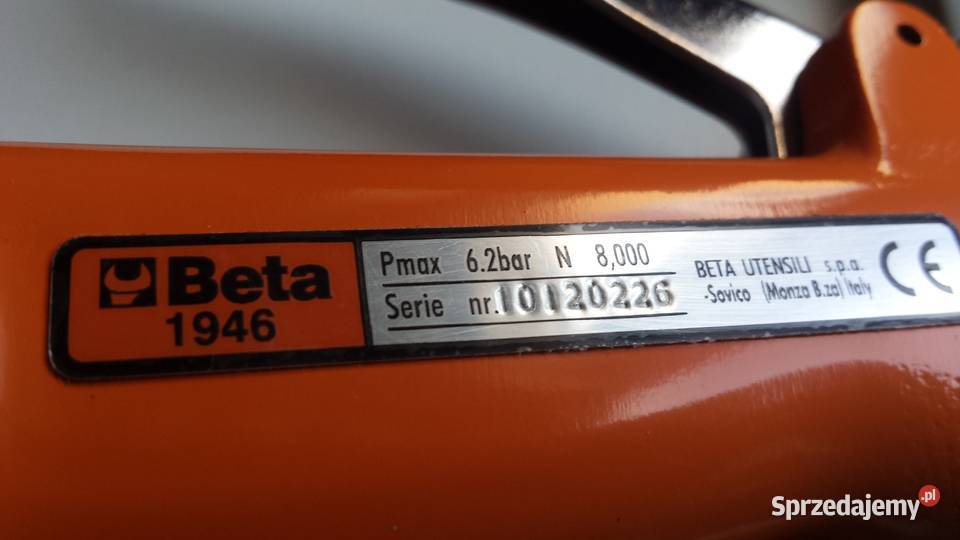 Beta
1946
Pmax 6.2bar N 8,000
Serie nr.10120226
BETA UTENSILI s.p.a.
-Sovico (Monza B.za) Italy
CE
Sprzedajemy.pl